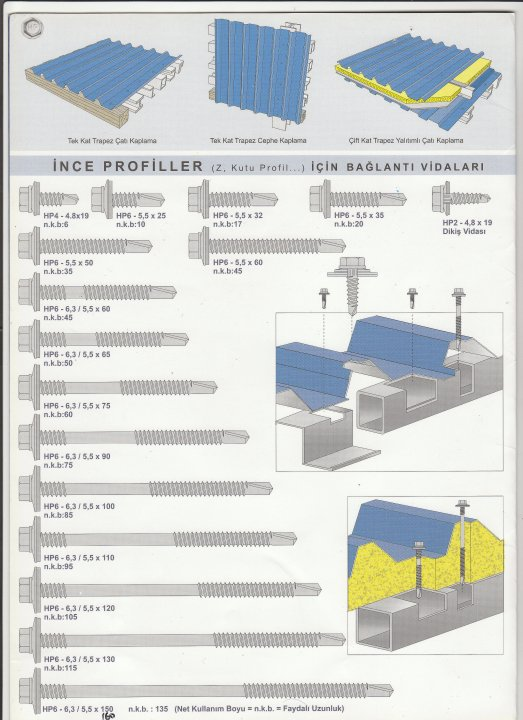 Tek Kat Trapez Çatı Kaplama
Tek Kat Trapez Cephe Kaplama
Çift Kat Trapez Yalıtımlı Çatı Kaplama
İNCE PROFİLLER (Z, Kutu Profil...) İÇİN BAĞLANTI VİDALARI
HP4 - 4.8x19
n.k.b:6
HP6 - 5,5 x 25
n.k.b:10
HP6 - 5,5 x 32
n.k.b:17
HP6 - 5,5 x 35
n.k.b:20
HP2 - 4,8 x 19
Dikiş Vidası
HP6 - 5,5 x 50
n.k.b:35
HP6 - 5,5 x 60
n.k.b:45
HP6 - 6,3 / 5,5 x 60
n.k.b:45
HP6 - 6,3 / 5,5 x 65
n.k.b:50
HP6 - 6,3 / 5,5 x 75
n.k.b:60
HP6 - 6,3 / 5,5 x 90
n.k.b:75
HP6 - 6,3 / 5,5 x 100
n.k.b:85
HP6 - 6,3 / 5,5 x 110
n.k.b:95
HP6 - 6,3 / 5,5 x 120
n.k.b:105
HP6 - 6,3 / 5,5 x 130
n.k.b:115
HP6 - 6,3 / 5,5 x 150 n.k.b. : 135 (Net Kullanım Boyu = n.k.b. = Faydalı Uzunluk)
160